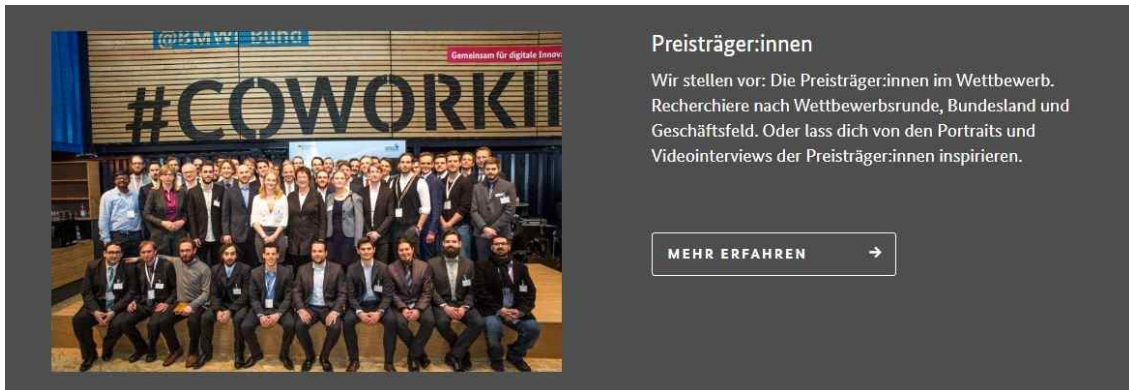 @BMWi_Bund
Gemeinsam für digitale Innov
#COWORKI
Preisträger:innen
Wir stellen vor: Die Preisträger:innen im Wettbewerb.
Recherchiere nach Wettbewerbsrunde, Bundesland und
Geschäftsfeld. Oder lass dich von den Portraits und
Videointerviews der Preisträger:innen inspirieren.
MEHR ERFAHREN →